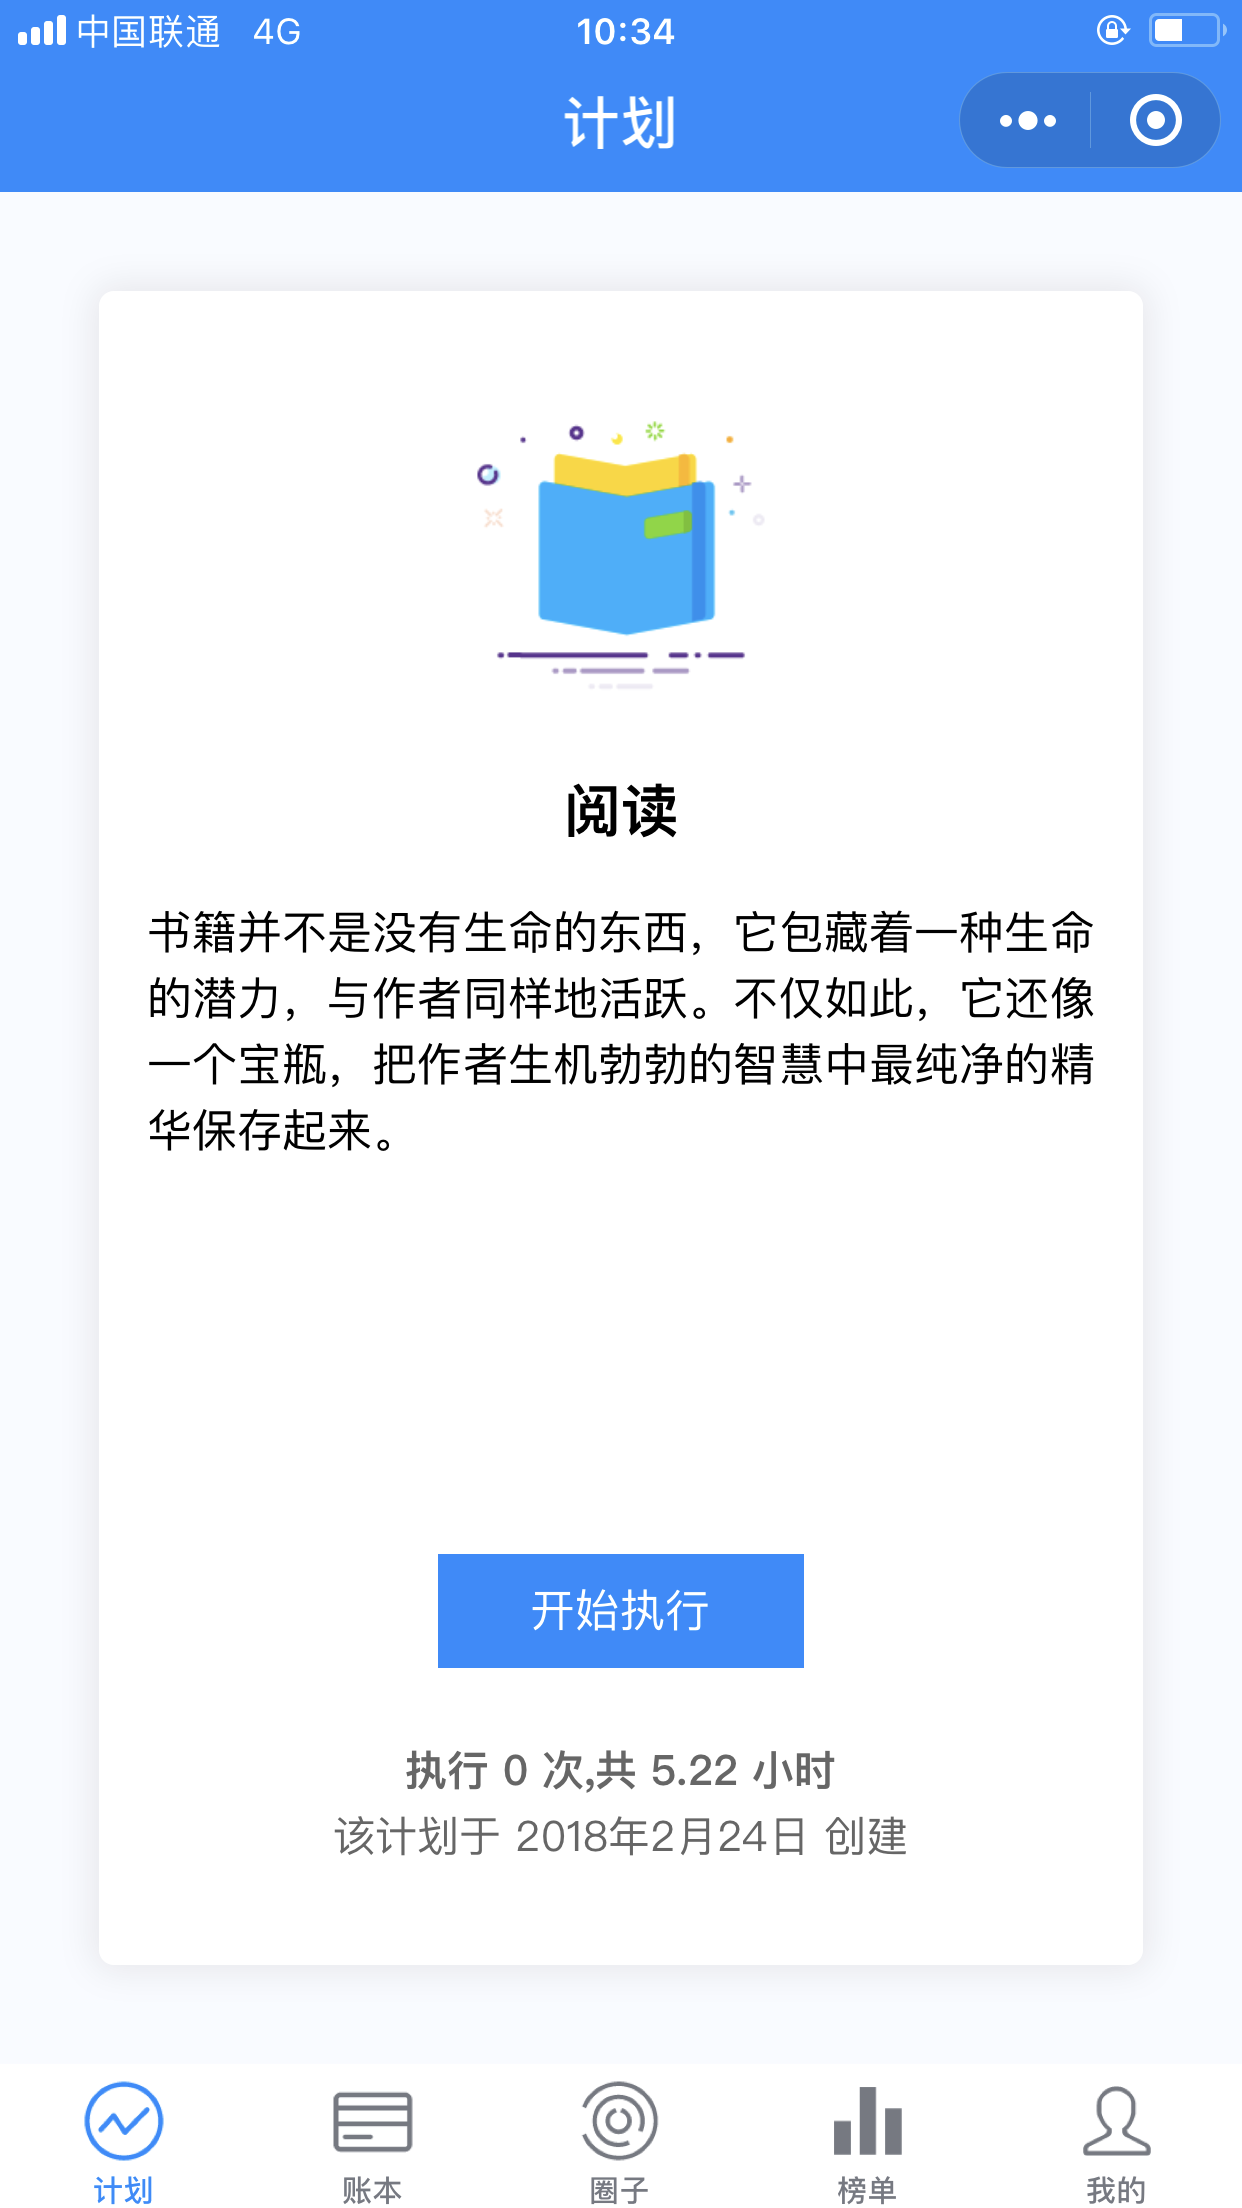 中国联通 4G 10:34
计划
阅读
书籍并不是没有生命的东西，它包藏着一种生命
的潜力，与作者同样地活跃。不仅如此，它还像
一个宝瓶，把作者生机勃勃的智慧中最纯净的精
华保存起来。
开始执行
执行 0 次,共 5.22 小时
该计划于 2018年2月24日 创建
计划 账本 圈子 榜单 我的